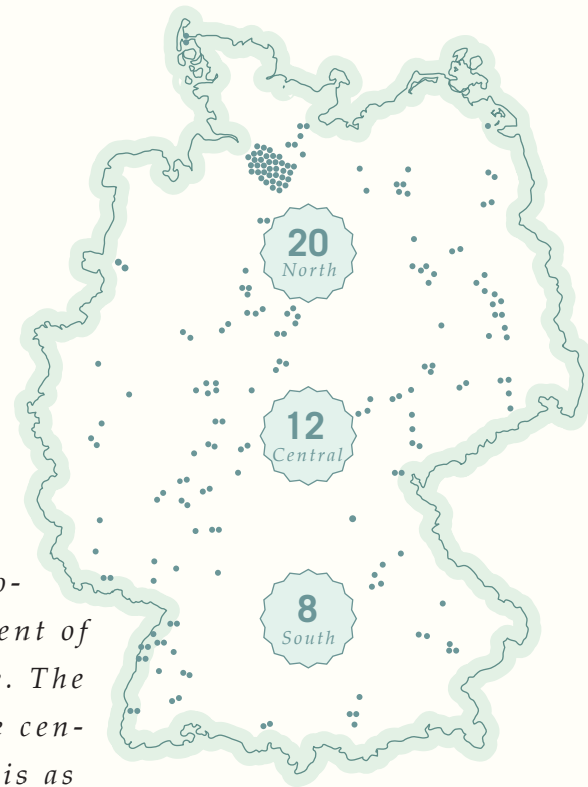 20
North
12
Central
8
South
ent of
. The
cen-
is as